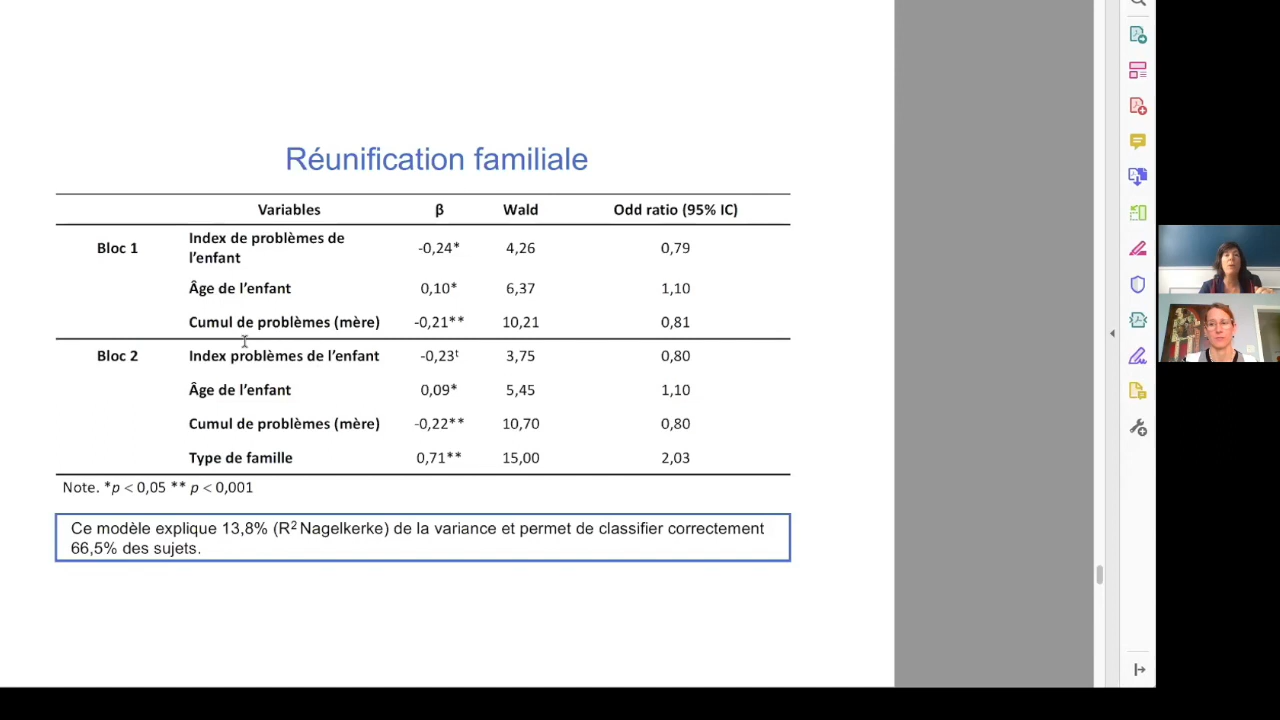 Réunification familiale
Variables β Wald Odd ratio (95% IC)
Bloc 1 Index de problèmes de l'enfant -0,24* 4,26 0,79
Âge de l'enfant 0,10* 6,37 1,10
Cumul de problèmes (mère) -0,21** 10,21 0,81
Bloc 2 Index problèmes de l'enfant -0,23ᵗ 3,75 0,80
Âge de l'enfant 0,09* 5,45 1,10
Cumul de problèmes (mère) -0,22** 10,70 0,80
Type de famille 0,71** 15,00 2,03
Note. *p < 0,05 ** p < 0,001
Ce modèle explique 13,8% (R² Nagelkerke) de la variance et permet de classifier correctement
66,5% des sujets.